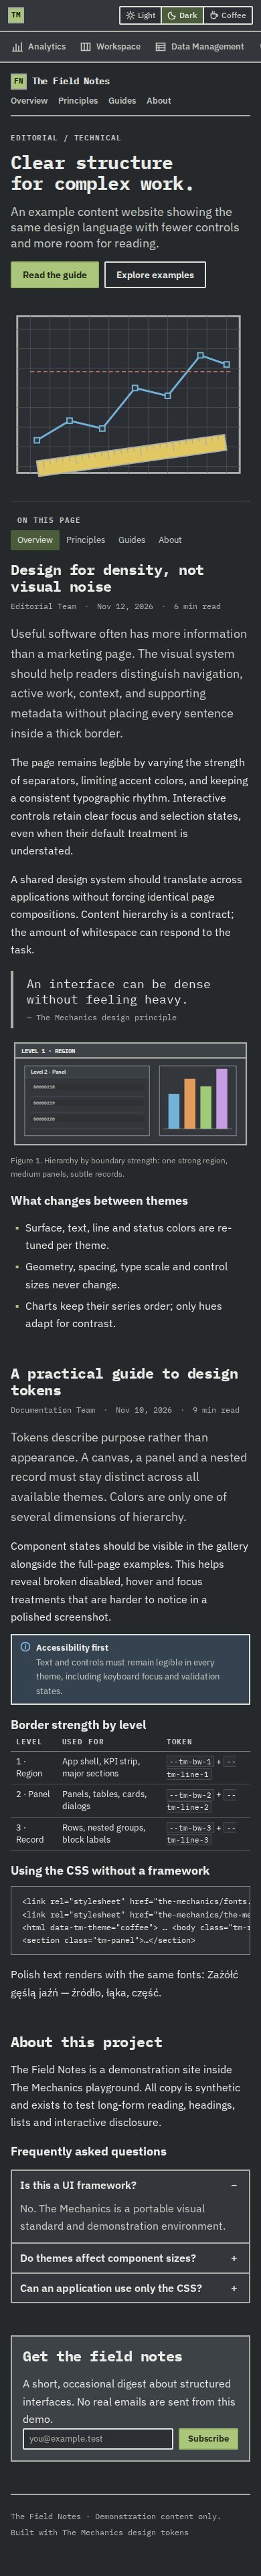 TM Light Dark Coffee
Analytics Workspace Data Management
FN The Field Notes
Overview Principles Guides About
EDITORIAL / TECHNICAL
Clear structure
for complex work.
An example content website showing the
same design language with fewer controls
and more room for reading.
Read the guide Explore examples
ON THIS PAGE
Overview Principles Guides About
Design for density, not
visual noise
Editorial Team · Nov 12, 2026 · 6 min read
Useful software often has more information
than a marketing page. The visual system
should help readers distinguish navigation,
active work, context, and supporting
metadata without placing every sentence
inside a thick border.
The page remains legible by varying the strength
of separators, limiting accent colors, and keeping
a consistent typographic rhythm. Interactive
controls retain clear focus and selection states,
even when their default treatment is
understated.
A shared design system should translate across
applications without forcing identical page
compositions. Content hierarchy is a contract;
the amount of whitespace can respond to the
task.
An interface can be dense
without feeling heavy.
— The Mechanics design principle
LEVEL 1 · REGION
Level 2 · Panel
Figure 1. Hierarchy by boundary strength: one strong region,
medium panels, subtle records.
What changes between themes
• Surface, text, line and status colors are re-
tuned per theme.
• Geometry, spacing, type scale and control
sizes never change.
• Charts keep their series order; only hues
adapt for contrast.
A practical guide to design
tokens
Documentation Team · Nov 10, 2026 · 9 min read
Tokens describe purpose rather than
appearance. A canvas, a panel and a nested
record must stay distinct across all
available themes. Colors are only one of
several dimensions of hierarchy.
Component states should be visible in the gallery
alongside the full-page examples. This helps
reveal broken disabled, hover and focus
treatments that are harder to notice in a
polished screenshot.
Accessibility first
Text and controls must remain legible in every
theme, including keyboard focus and validation
states.
Border strength by level
LEVEL USED FOR TOKEN
1 · App shell, KPI strip, --tm-bw-1 + --
Region major sections tm-line-1
2 · Panel Panels, tables, cards, --tm-bw-2 + --
dialogs tm-line-2
3 · Rows, nested groups, --tm-bw-3 + --
Record block labels tm-line-3
Using the CSS without a framework
<link rel="stylesheet" href="the-mechanics/fonts.
<link rel="stylesheet" href="the-mechanics/the-me
<html data-tm-theme="coffee"> … <body class="tm-r
<section class="tm-panel">…</section>
Polish text renders with the same fonts: Zażółć
gęślą jaźń — źródło, łąka, część.
About this project
The Field Notes is a demonstration site inside
The Mechanics playground. All copy is synthetic
and exists to test long-form reading, headings,
lists and interactive disclosure.
Frequently asked questions
Is this a UI framework? −
No. The Mechanics is a portable visual
standard and demonstration environment.
Do themes affect component sizes? +
Can an application use only the CSS? +
Get the field notes
A short, occasional digest about structured
interfaces. No real emails are sent from this
demo.
you@example.test Subscribe
The Field Notes · Demonstration content only.
Built with The Mechanics design tokens